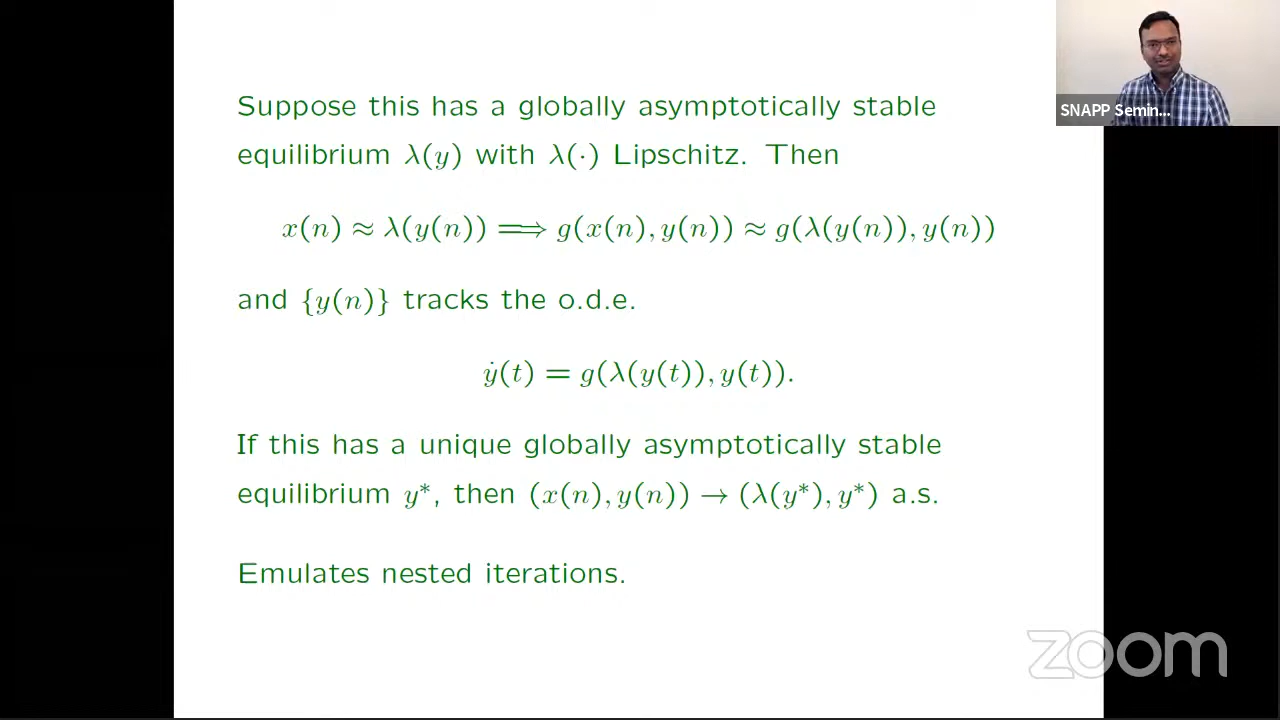 SNAPP Semin...
Suppose this has a globally asymptotically stable
equilibrium λ(y) with λ(·) Lipschitz. Then
x(n) ≈ λ(y(n)) ⟹ g(x(n), y(n)) ≈ g(λ(y(n)), y(n))
and {y(n)} tracks the o.d.e.
ẏ(t) = g(λ(y(t)), y(t)).
If this has a unique globally asymptotically stable
equilibrium y*, then (x(n), y(n)) → (λ(y*), y*) a.s.
Emulates nested iterations.
zoom